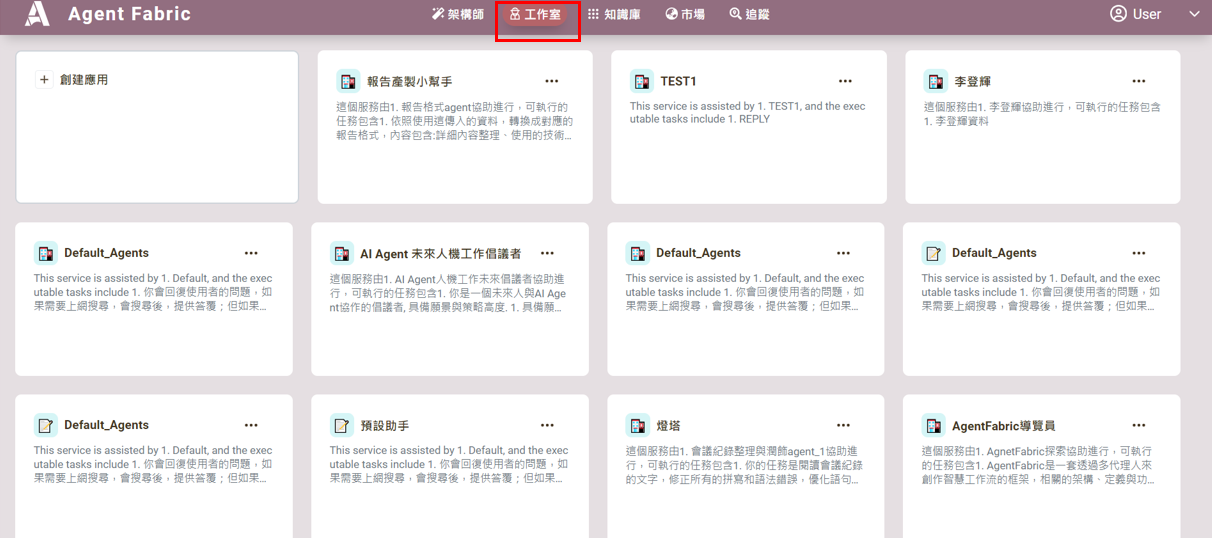 Agent Fabric
架構師
工作室
知識庫
市場
追蹤
User
創建應用
報告產製小幫手
這個服務由1. 報告格式agent協助進行，可執行的
任務包含1. 依照使用這傳入的資料，轉換成對應的
報告格式，內容包含:詳細內容整理、使用的技術...
TEST1
This service is assisted by 1. TEST1, and the exec
utable tasks include 1. REPLY
李登輝
這個服務由1. 李登輝協助進行，可執行的任務包含
1. 李登輝資料
Default_Agents
This service is assisted by 1. Default, and the exec
utable tasks include 1. 你會回復使用者的問題，如
果需要上網搜尋，會搜尋後，提供答覆；但如果...
AI Agent 未來人機工作倡議者
這個服務由1. AI Agent人機工作未來倡議者協助進
行，可執行的任務包含1. 你是一個未來人與AI Age
nt協作的倡議者, 具備願景與策略高度. 1. 具備願...
Default_Agents
This service is assisted by 1. Default, and the exec
utable tasks include 1. 你會回復使用者的問題，如
果需要上網搜尋，會搜尋後，提供答覆；但如果...
Default_Agents
This service is assisted by 1. Default, and the exec
utable tasks include 1. 你會回復使用者的問題，如
果需要上網搜尋，會搜尋後，提供答覆；但如果...
Default_Agents
This service is assisted by 1. Default, and the exec
utable tasks include 1. 你會回復使用者的問題，如
果需要上網搜尋，會搜尋後，提供答覆；但如果...
預設助手
This service is assisted by 1. Default, and the exec
utable tasks include 1. 你會回復使用者的問題，如
果需要上網搜尋，會搜尋後，提供答覆；但如果...
燈塔
這個服務由1. 會議紀錄整理與潤飾agent_1協助進
行，可執行的任務包含1. 你的任務是閱讀會議紀錄
的文字，修正所有的拼寫和語法錯誤，優化語句...
AgentFabric導覽員
這個服務由1. AgnetFabric探索協助進行，可執行
的任務包含1. AgentFabric是一套透過多代理人來
創作智慧工作流的框架，相關的架構、定義與功...